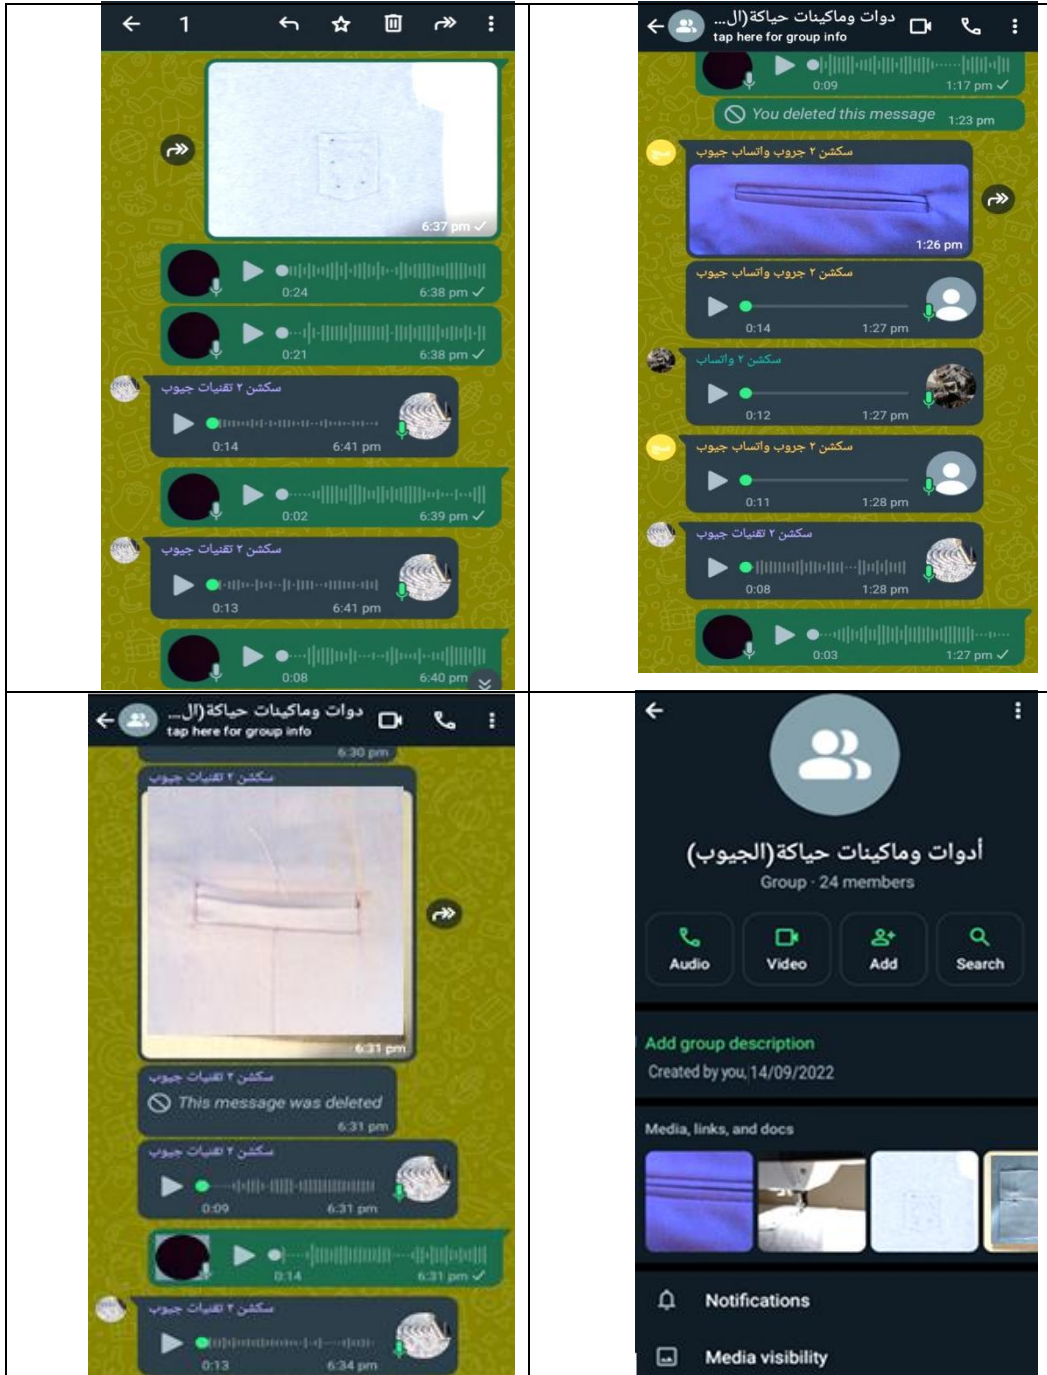 1
6:37 pm
0:24 6:38 pm
0:21 6:38 pm
سكشن ٢ تقنيات جيوب
0:14 6:41 pm
0:02 6:39 pm
سكشن ٢ تقنيات جيوب
0:13 6:41 pm
0:08 6:40 pm
دوات وماكينات حياكة(ال...
tap here for group info
0:09 1:17 pm
You deleted this message 1:23 pm
سكشن ٢ جروب واتساب جيوب
1:26 pm
سكشن ٢ جروب واتساب جيوب
0:14 1:27 pm
سكشن ٢ واتساب
0:12 1:27 pm
سكشن ٢ جروب واتساب جيوب
0:11 1:28 pm
سكشن ٢ تقنيات جيوب
0:08 1:28 pm
0:03 1:27 pm
دوات وماكينات حياكة(ال...
tap here for group info
6:30 pm
سكشن ٢ تقنيات جيوب
6:31 pm
سكشن ٢ تقنيات جيوب
This message was deleted
6:31 pm
سكشن ٢ تقنيات جيوب
0:09 6:31 pm
0:14 6:31 pm
سكشن ٢ تقنيات جيوب
0:13 6:34 pm
أدوات وماكينات حياكة(الجيوب)
Group · 24 members
Audio Video Add Search
Add group description
Created by you, 14/09/2022
Media, links, and docs
Notifications
Media visibility